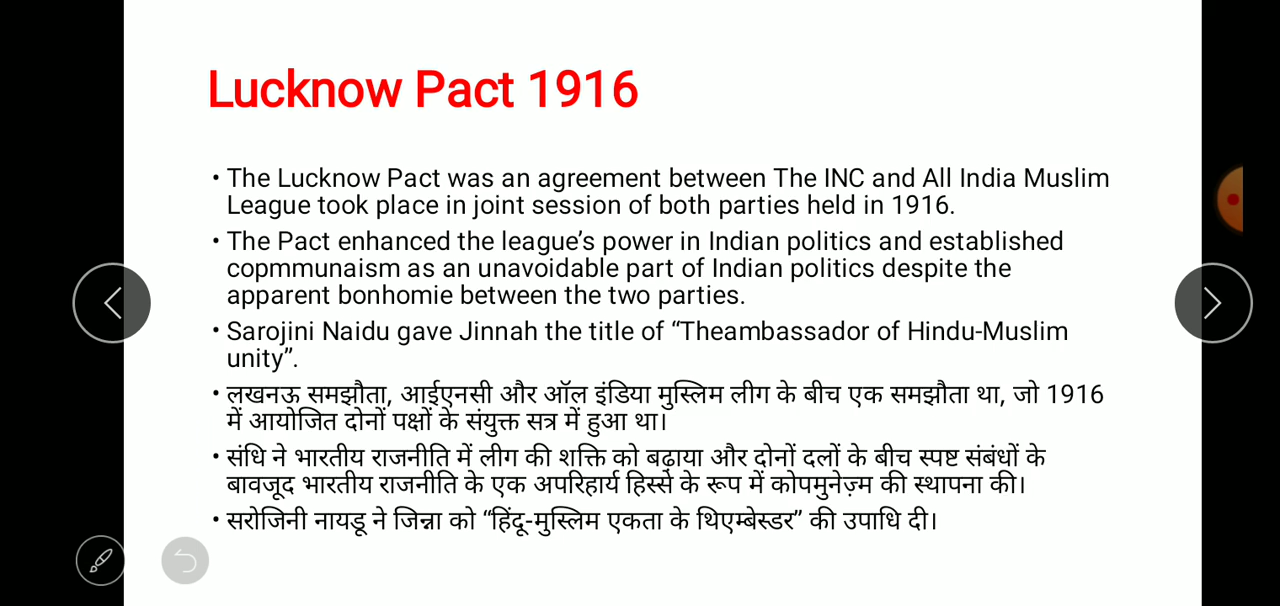 Lucknow Pact 1916
• The Lucknow Pact was an agreement between The INC and All India Muslim
League took place in joint session of both parties held in 1916.
• The Pact enhanced the league’s power in Indian politics and established
copmmunaism as an unavoidable part of Indian politics despite the
apparent bonhomie between the two parties.
• Sarojini Naidu gave Jinnah the title of “Theambassador of Hindu-Muslim
unity”.
• लखनऊ समझौता, आईएनसी और ऑल इंडिया मुस्लिम लीग के बीच एक समझौता था, जो 1916
में आयोजित दोनों पक्षों के संयुक्त सत्र में हुआ था।
• संधि ने भारतीय राजनीति में लीग की शक्ति को बढ़ाया और दोनों दलों के बीच स्पष्ट संबंधों के
बावजूद भारतीय राजनीति के एक अपरिहार्य हिस्से के रूप में कोपमुनेज़्म की स्थापना की।
• सरोजिनी नायडू ने जिन्ना को “हिंदू-मुस्लिम एकता के थिएम्बेस्डर” की उपाधि दी।